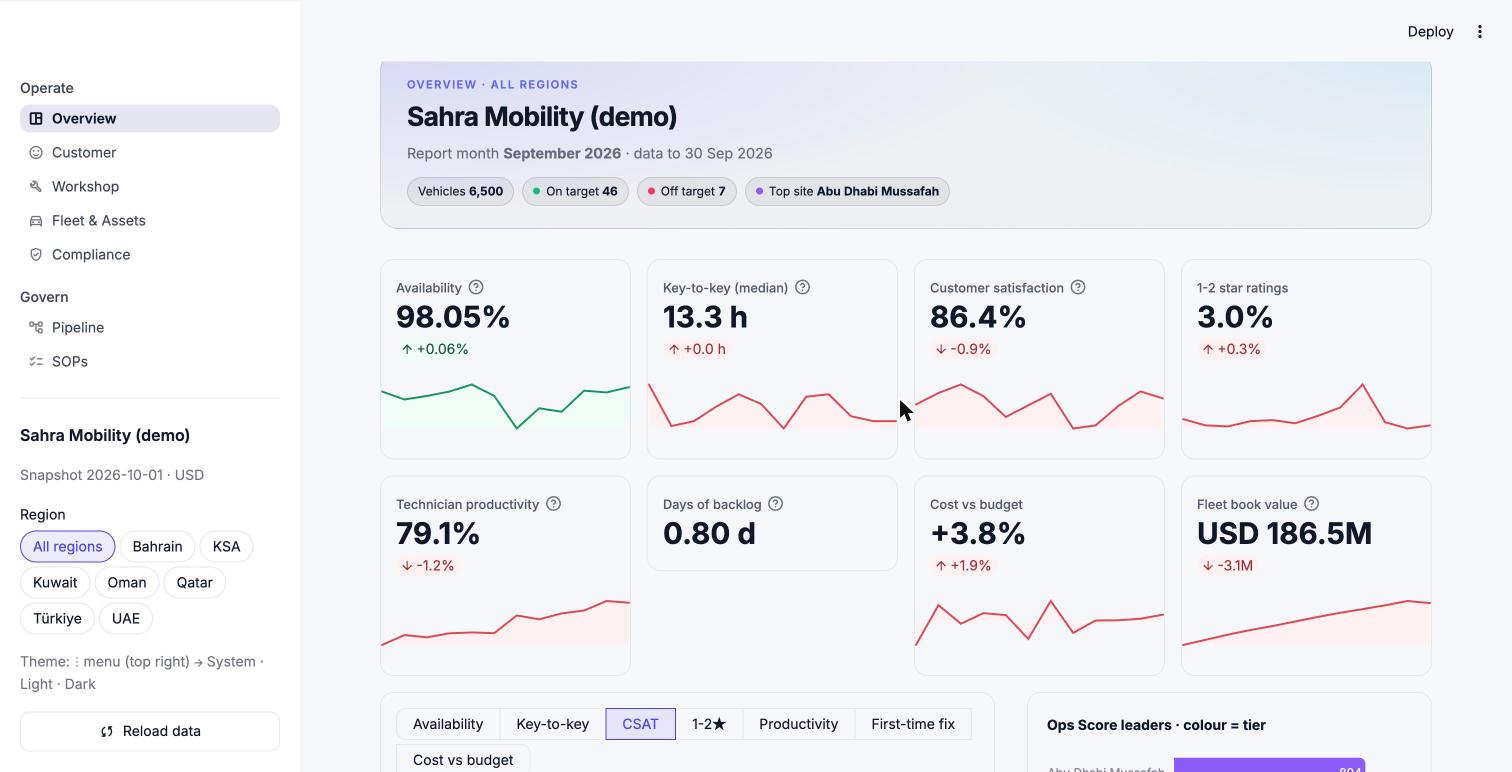 Deploy
Operate
Overview
Customer
Workshop
Fleet & Assets
Compliance
Govern
Pipeline
SOPs
Sahra Mobility (demo)
Snapshot 2026-10-01 · USD
Region
All regions
Bahrain
KSA
Kuwait
Oman
Qatar
Türkiye
UAE
Theme: ⋮ menu (top right) → System ·
Light · Dark
Reload data
OVERVIEW · ALL REGIONS
Sahra Mobility (demo)
Report month September 2026 · data to 30 Sep 2026
Vehicles 6,500
On target 46
Off target 7
Top site Abu Dhabi Mussafah
Availability
98.05%
↑ +0.06%
Key-to-key (median)
13.3 h
↑ +0.0 h
Customer satisfaction
86.4%
↓ -0.9%
1-2 star ratings
3.0%
↑ +0.3%
Technician productivity
79.1%
↓ -1.2%
Days of backlog
0.80 d
Cost vs budget
+3.8%
↑ +1.9%
Fleet book value
USD 186.5M
↓ -3.1M
Availability
Key-to-key
CSAT
1-2★
Productivity
First-time fix
Cost vs budget
Ops Score leaders · colour = tier
Abu Dhabi Mussafah
804